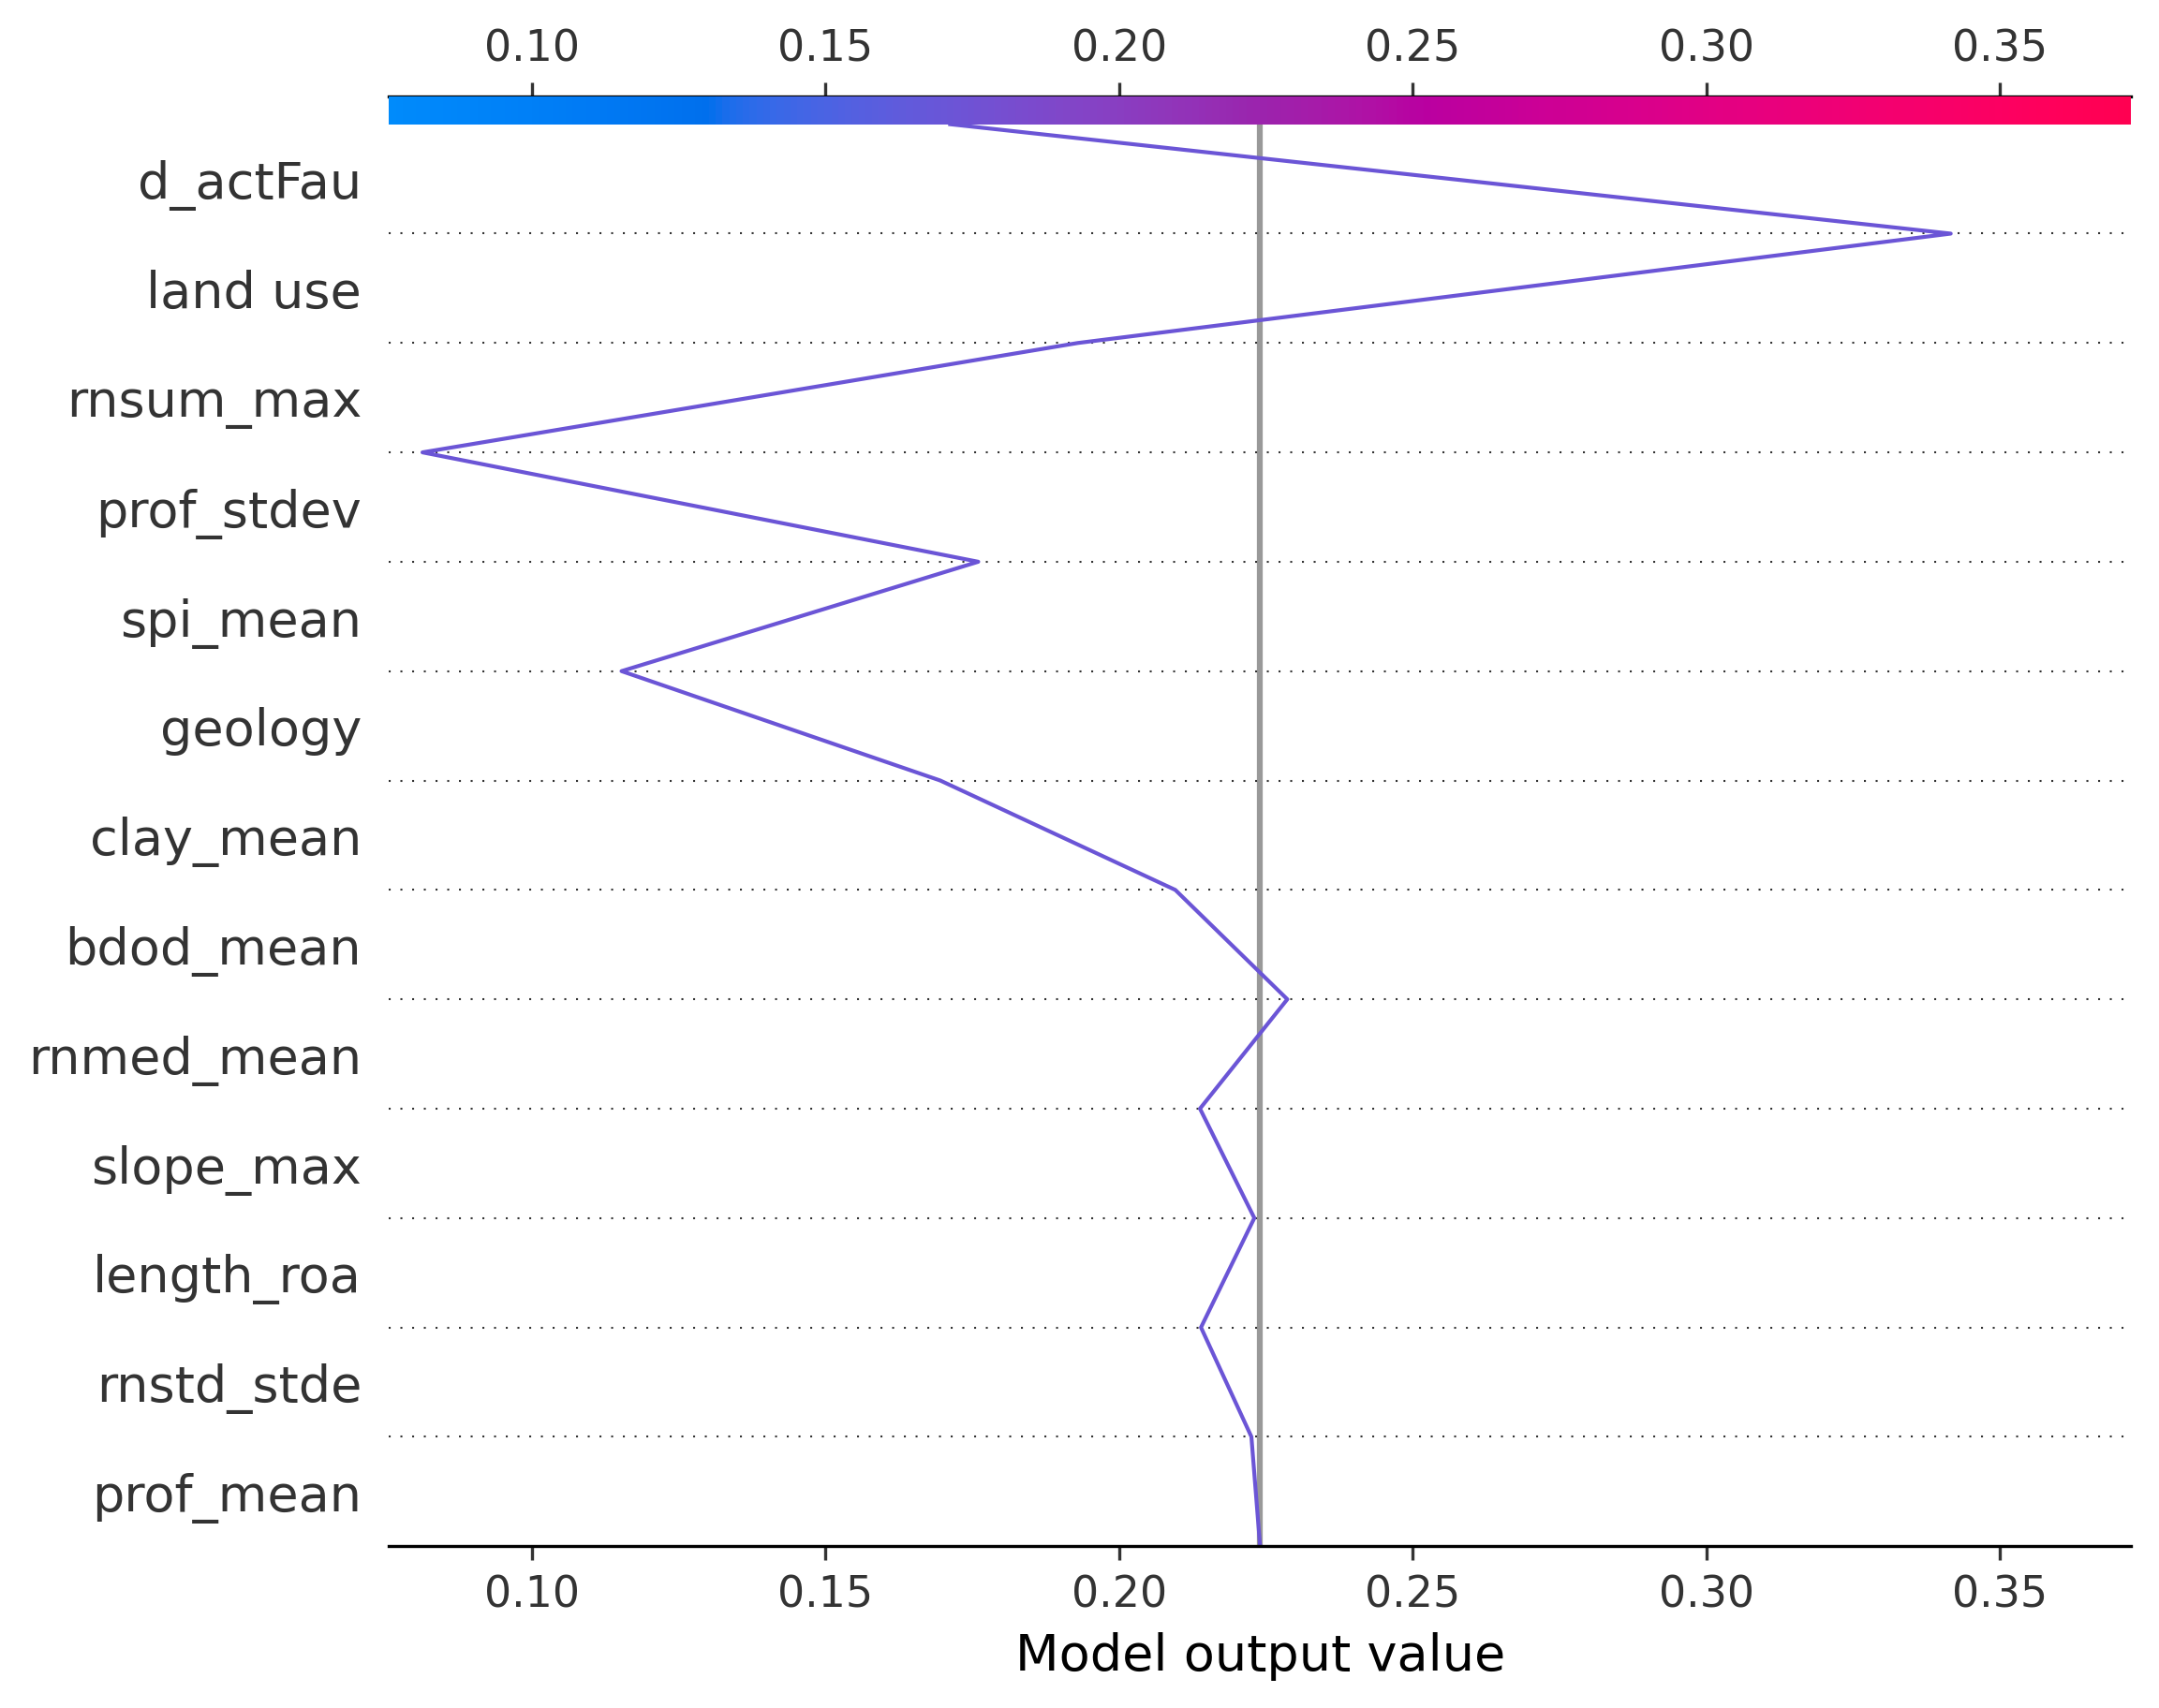 0.10 0.15 0.20 0.25 0.30 0.35
d_actFau
land use
rnsum_max
prof_stdev
spi_mean
geology
clay_mean
bdod_mean
rnmed_mean
slope_max
length_roa
rnstd_stde
prof_mean
0.10 0.15 0.20 0.25 0.30 0.35
Model output value